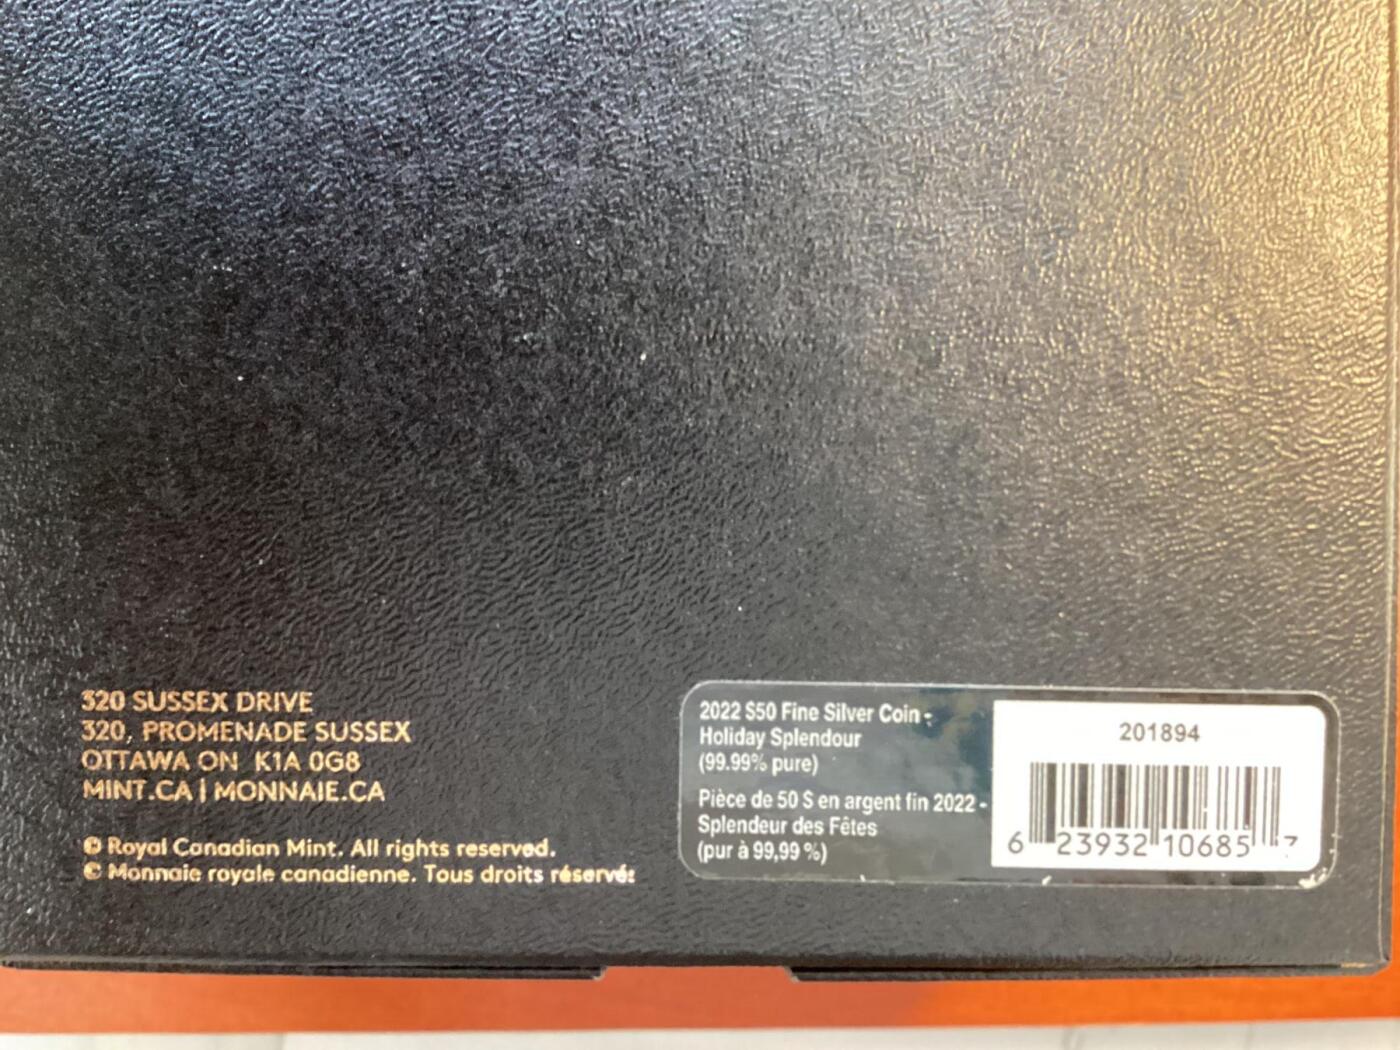 320 SUSSEX DRIVE
320, PROMENADE SUSSEX
OTTAWA ON K1A 0G8
MINT.CA | MONNAIE.CA
© Royal Canadian Mint. All rights reserved.
© Monnaie royale canadienne. Tous droits réservés
2022 $50 Fine Silver Coin -
Holiday Splendour
(99.99% pure)
Pièce de 50 $ en argent fin 2022 -
Splendeur des Fêtes
(pur à 99,99 %)
201894
6 23932 10685 7